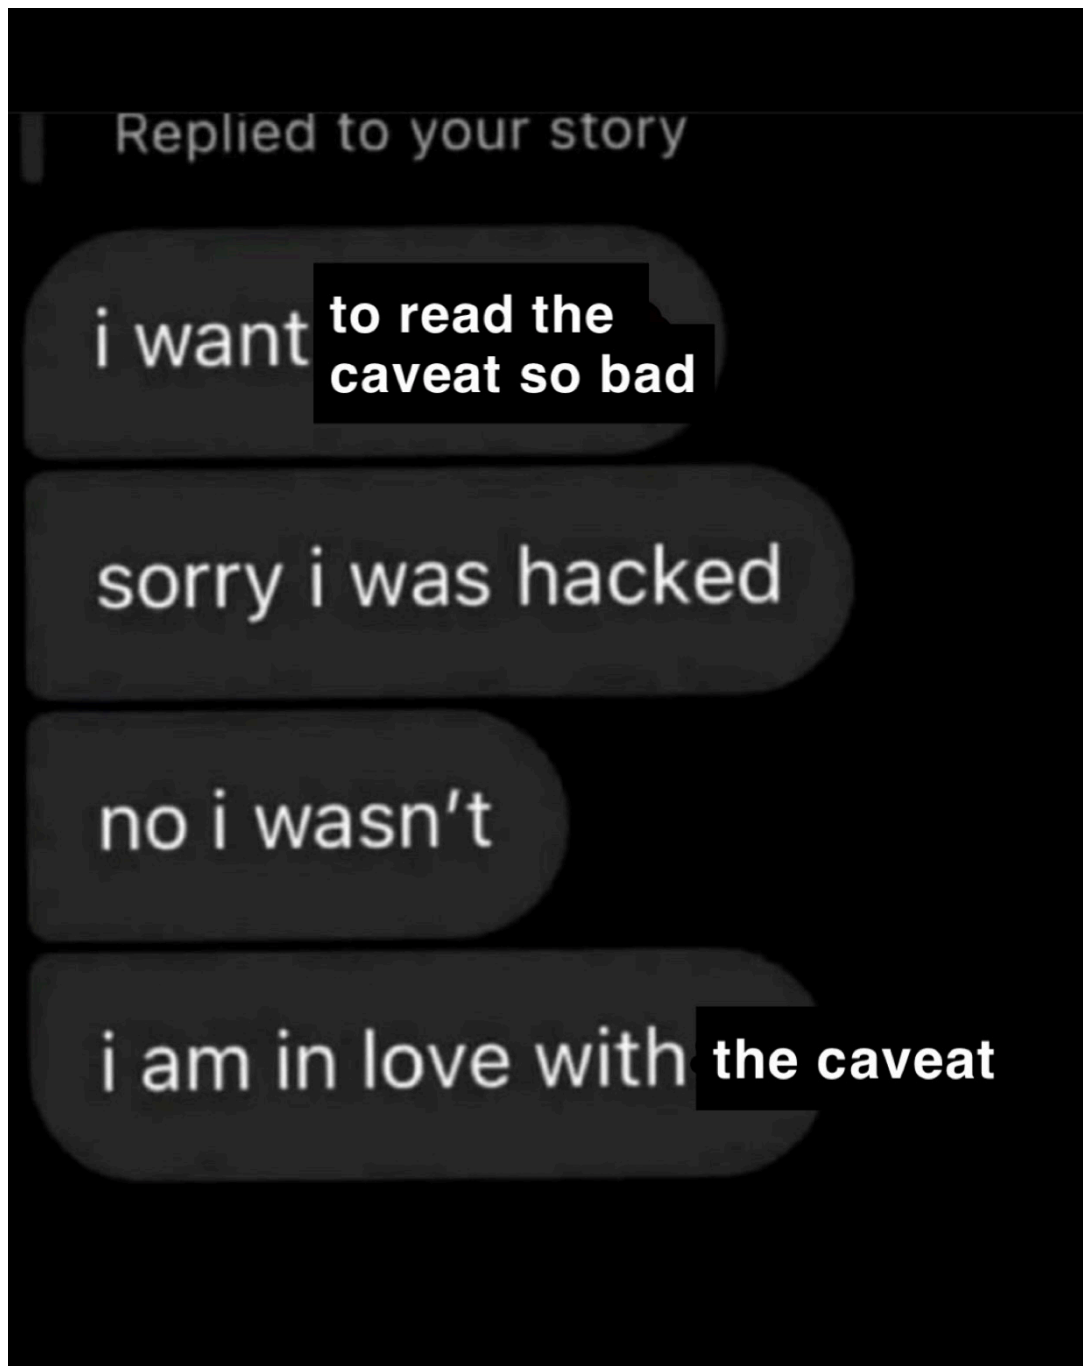 Replied to your story
i want to read the
caveat so bad
sorry i was hacked
no i wasn't
i am in love with the caveat